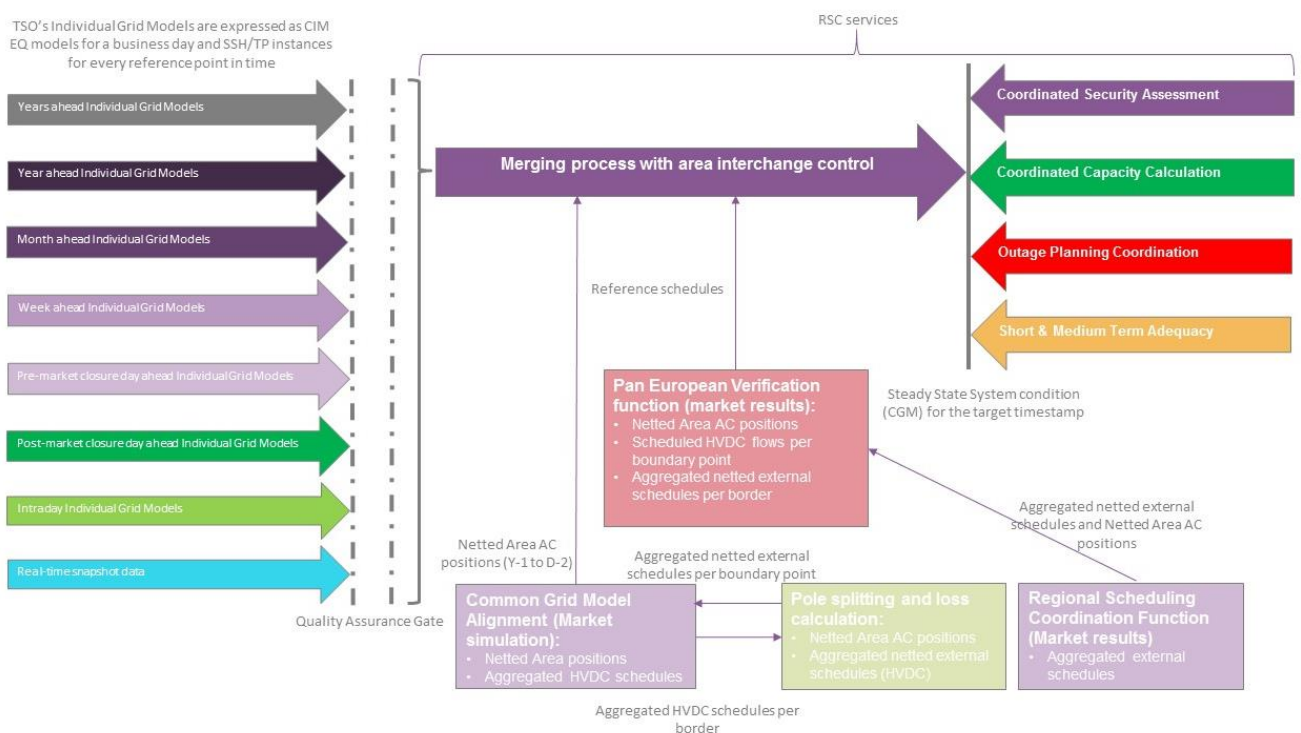 TSO's Individual Grid Models are expressed as CIM
EQ models for a business day and SSH/TP instances
for every reference point in time
RSC services
Years ahead Individual Grid Models
Year ahead Individual Grid Models
Month ahead Individual Grid Models
Week ahead Individual Grid Models
Pre-market closure day ahead Individual Grid Models
Post-market closure day ahead Individual Grid Models
Intraday Individual Grid Models
Real-time snapshot data
Quality Assurance Gate
Merging process with area interchange control
Coordinated Security Assessment
Coordinated Capacity Calculation
Outage Planning Coordination
Short & Medium Term Adequacy
Steady State System condition
(CGM) for the target timestamp
Reference schedules
Pan European Verification
function (market results):
• Netted Area AC positions
• Scheduled HVDC flows per
boundary point
• Aggregated netted external
schedules per border
Netted Area AC
positions (Y-1 to D-2)
Aggregated netted external
schedules per boundary point
Aggregated netted external
schedules and Netted Area AC
positions
Common Grid Model
Alignment (Market
simulation):
• Netted Area positions
• Aggregated HVDC schedules
Pole splitting and loss
calculation:
• Netted Area AC positions
• Aggregated netted external
schedules (HVDC)
Regional Scheduling
Coordination Function
(Market results)
• Aggregated external
schedules
Aggregated HVDC schedules per
border